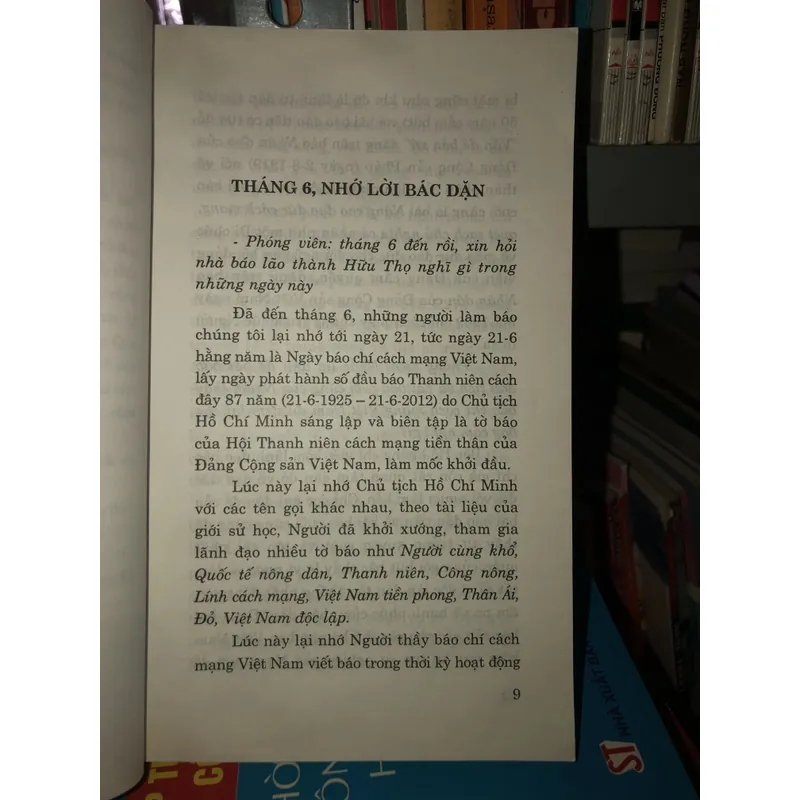 THÁNG 6, NHỚ LỜI BÁC DẶN
- Phóng viên: tháng 6 đến rồi, xin hỏi
nhà báo lão thành Hữu Thọ nghĩ gì trong
những ngày này
Đã đến tháng 6, những người làm báo
chúng tôi lại nhớ tới ngày 21, tức ngày 21-6
hằng năm là Ngày báo chí cách mạng Việt Nam,
lấy ngày phát hành số đầu báo Thanh niên cách
đây 87 năm (21-6-1925 – 21-6-2012) do Chủ tịch
Hồ Chí Minh sáng lập và biên tập là tờ báo
của Hội Thanh niên cách mạng tiền thân của
Đảng Cộng sản Việt Nam, làm mốc khởi đầu.
Lúc này lại nhớ Chủ tịch Hồ Chí Minh
với các tên gọi khác nhau, theo tài liệu của
giới sử học, Người đã khởi xướng, tham gia
lãnh đạo nhiều tờ báo như Người cùng khổ,
Quốc tế nông dân, Thanh niên, Công nông,
Lính cách mạng, Việt Nam tiền phong, Thân Ái,
Đỏ, Việt Nam độc lập.
Lúc này lại nhớ Người thầy báo chí cách
mạng Việt Nam viết báo trong thời kỳ hoạt động
9
ST NHÀ XUẤT BẢN